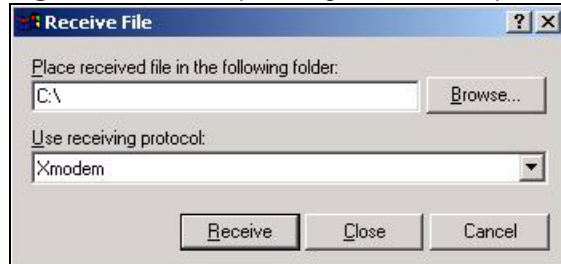 Receive File
Place received file in the following folder:
C:\
Browse...
Use receiving protocol:
Xmodem
Receive Close Cancel